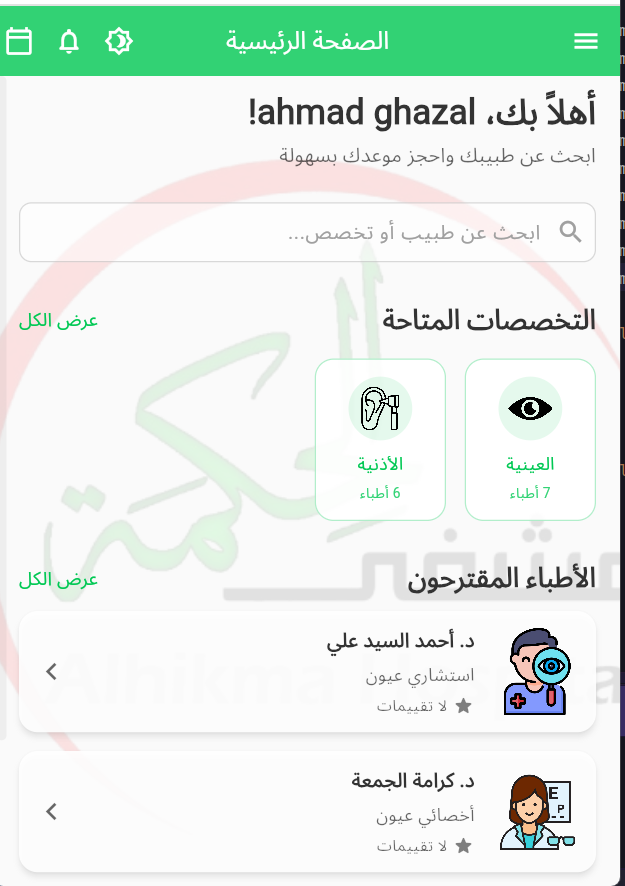 الصفحة الرئيسية
أهلاً بك، ahmad ghazal!
ابحث عن طبيبك واحجز موعدك بسهولة
ابحث عن طبيب أو تخصص...
التخصصات المتاحة
عرض الكل
العينية
7 أطباء
الأذنية
6 أطباء
الحكمة
مشفى
الأطباء المقترحون
عرض الكل
د. أحمد السيد علي
استشاري عيون
لا تقييمات
Alhikma
د. كرامة الجمعة
أخصائي عيون
لا تقييمات
E
P